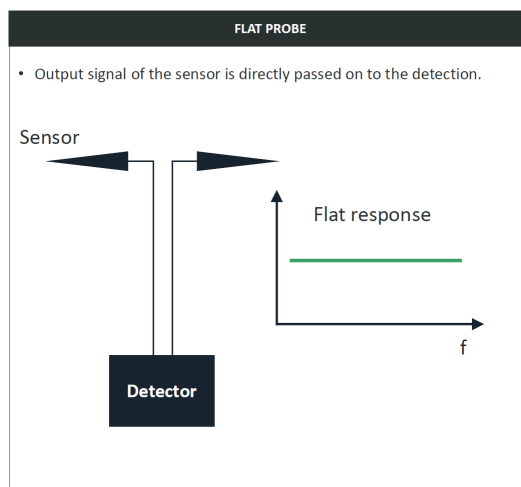 FLAT PROBE
• Output signal of the sensor is directly passed on to the detection.
Sensor
Flat response
f
Detector